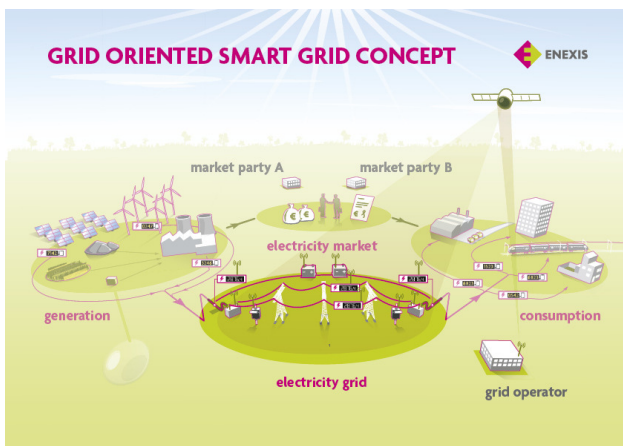 GRID ORIENTED SMART GRID CONCEPT
ENEXIS
market party A
market party B
electricity market
generation
consumption
electricity grid
grid operator